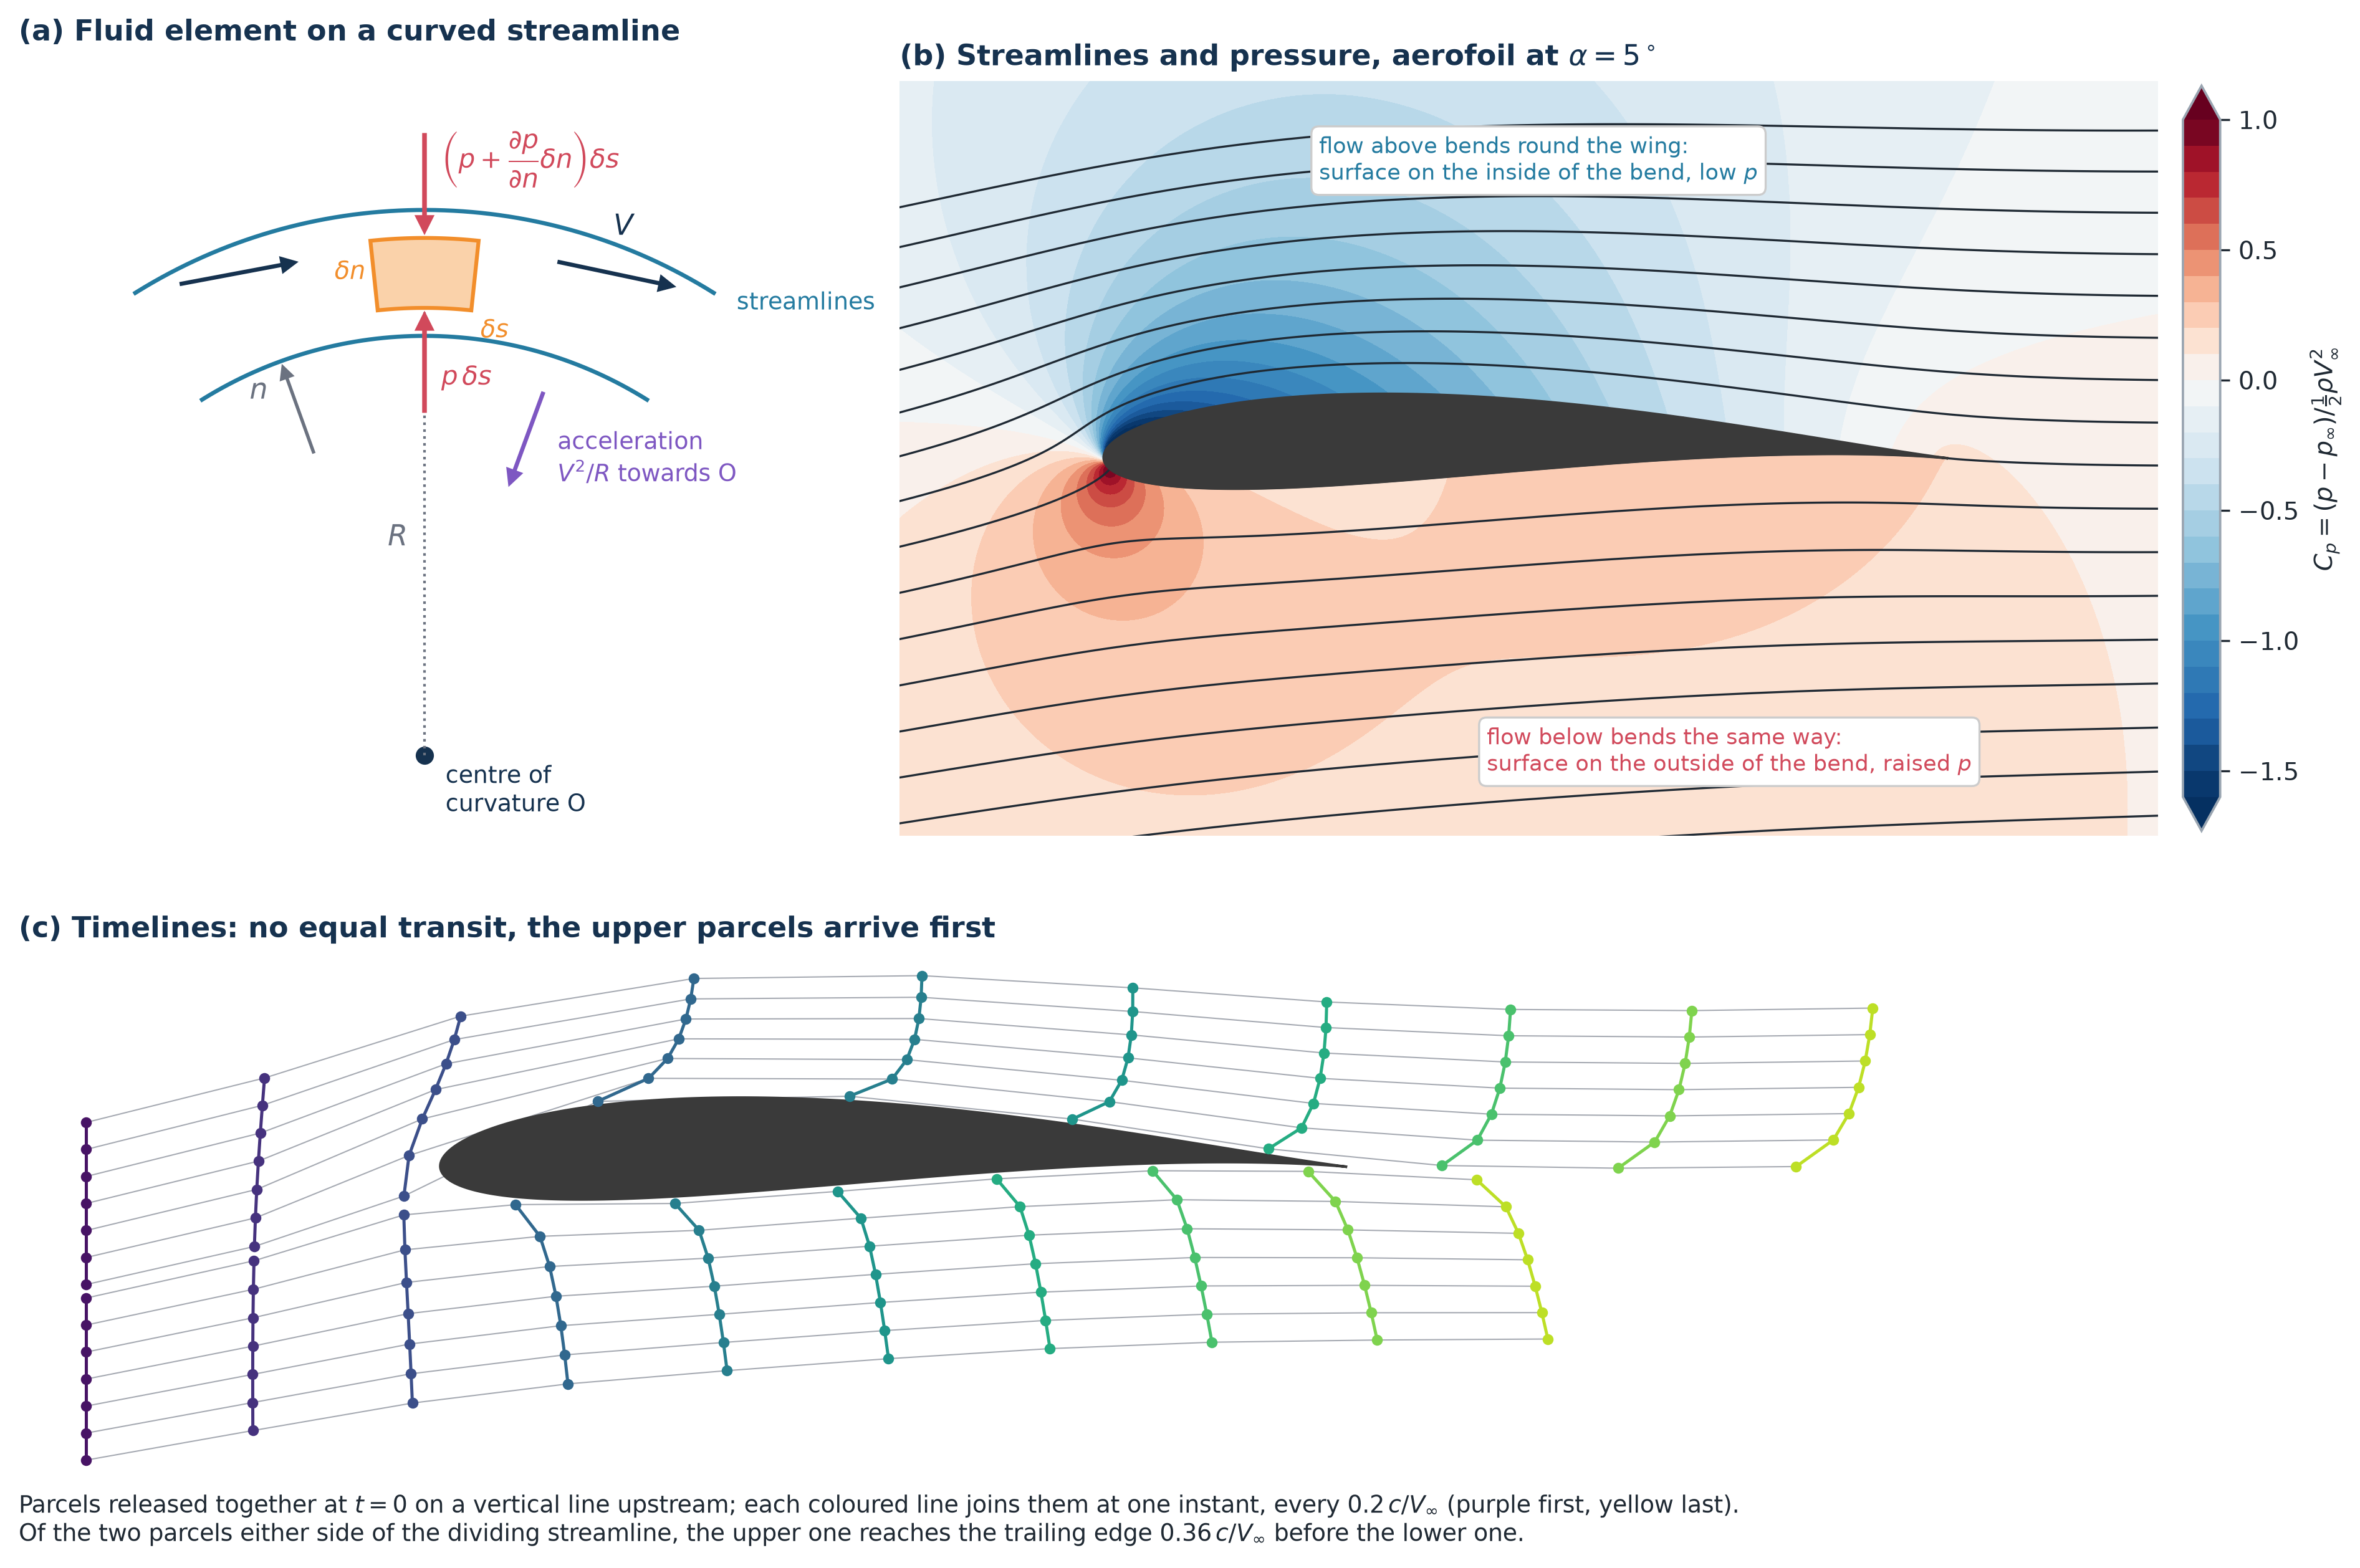 (a) Fluid element on a curved streamline
(p + ∂p/∂n δn) δs
V
δn
streamlines
δs
n
p δs
acceleration
V²/R towards O
R
centre of
curvature O
(b) Streamlines and pressure, aerofoil at α = 5°
flow above bends round the wing:
surface on the inside of the bend, low p
flow below bends the same way:
surface on the outside of the bend, raised p
1.0
0.5
0.0
−0.5
−1.0
−1.5
C_p = (p − p_∞)/½ρV_∞²
(c) Timelines: no equal transit, the upper parcels arrive first
Parcels released together at t = 0 on a vertical line upstream; each coloured line joins them at one instant, every 0.2 c/V_∞ (purple first, yellow last).
Of the two parcels either side of the dividing streamline, the upper one reaches the trailing edge 0.36 c/V_∞ before the lower one.